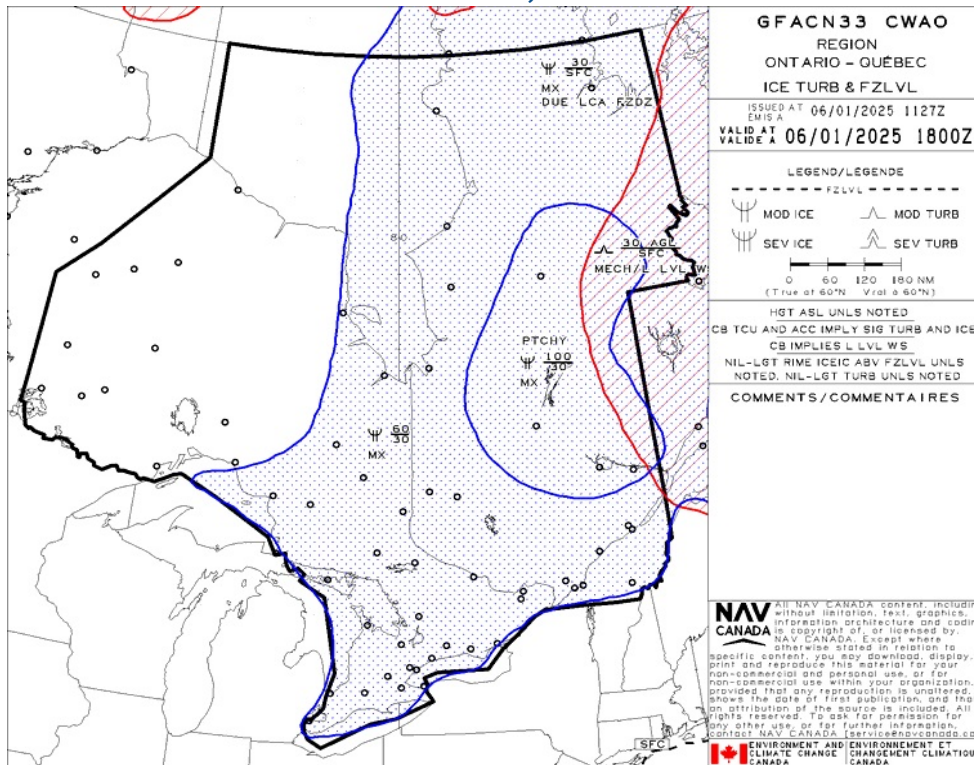 GFACN33 CWAO
REGION
ONTARIO - QUÉBEC
ICE TURB & FZLVL
ISSUED AT
ÉMIS A
06/01/2025 1127Z
VALID AT
VALIDE A
06/01/2025 1800Z
LEGEND/LÉGENDE
FZLVL
MOD ICE
MOD TURB
SEV ICE
SEV TURB
0 60 120 180 NM
(True at 60°N Vrai à 60°N)
HGT ASL UNLS NOTED
CB TCU AND ACC IMPLY SIG TURB AND ICE
CB IMPLIES L LVL WS
NIL-LGT RIME ICEIC ABV FZLVL UNLS
NOTED. NIL-LGT TURB UNLS NOTED
COMMENTS/COMMENTAIRES
30
SFC
MX
DUE LCA FZDZ
80
30 AGL
SFC
MECH/L LVL WS
PTCHY
100
30
MX
60
30
MX
SFC
NAV
CANADA
All NAV CANADA content, includin
without limitation, text, graphics,
information architecture and codin
is copyright of, or licensed by,
NAV CANADA. Except where
otherwise stated in relation to
specific content, you may download, display,
print and reproduce this material for your
non-commercial and personal use, or for
non-commercial use within your organization,
provided that any reproduction is unaltered,
shows the date of first publication, and tha
an attribution of the source is included. All
rights reserved. To ask for permission for
any other use, or for further information,
contact NAV CANADA [service@navcanada.ca
ENVIRONMENT AND
CLIMATE CHANGE
CANADA
ENVIRONNEMENT ET
CHANGEMENT CLIMATIQU
CANADA